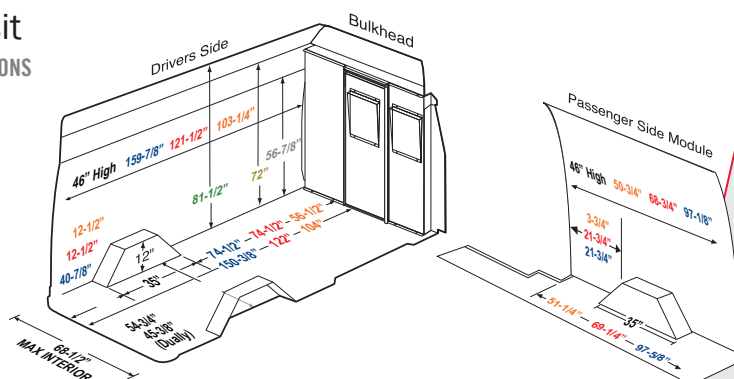 it
ONS
Drivers Side
Bulkhead
46" High 159-7/8" 121-1/2" 103-1/4"
81-1/2"
72"
56-7/8"
12-1/2"
12-1/2"
40-7/8"
12"
35"
74-1/2" 74-1/2" 56-1/2"
150-3/8" 122" 104"
54-3/4"
45-3/8"
(Dually)
68-1/2"
MAX INTERIOR
Passenger Side Module
46" High 50-3/4" 68-3/4" 97-1/8"
3-3/4"
21-3/4"
21-3/4"
35"
51-1/4" 69-1/4" 97-5/8"